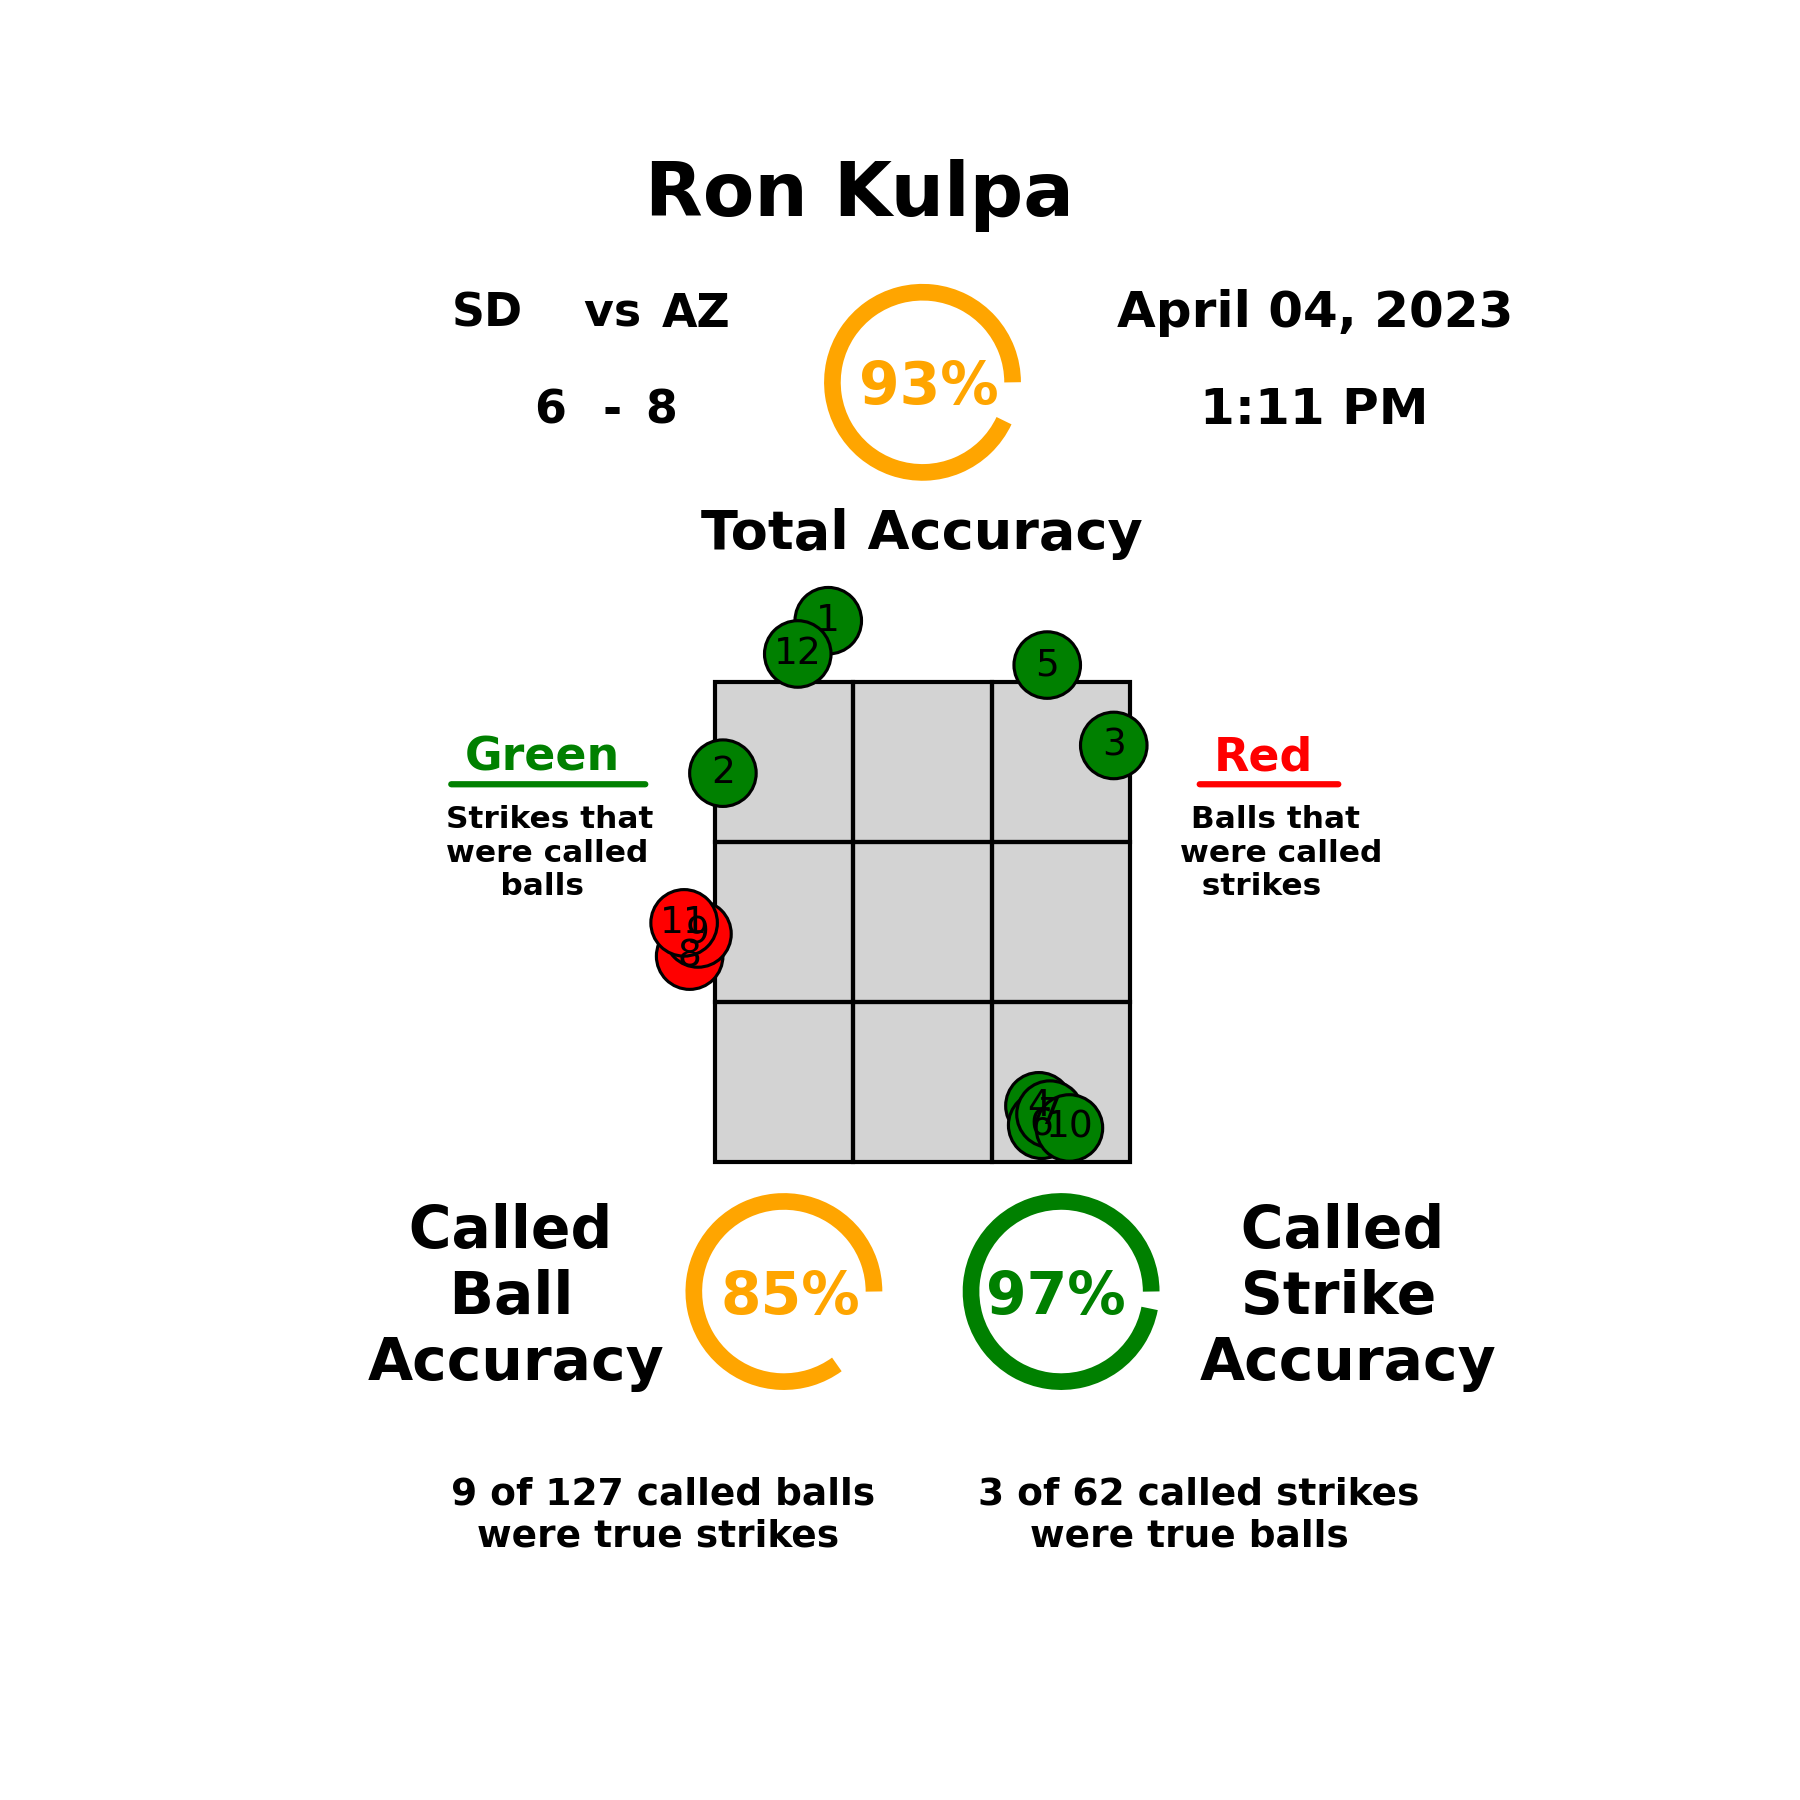 Ron Kulpa
SD vs AZ
6 - 8
93%
April 04, 2023
1:11 PM
Total Accuracy
1
12
5
3
2
Green
Strikes that
were called
balls
Red
Balls that
were called
strikes
11
9
8
4
7
6
10
Called
Ball
Accuracy
85%
97%
Called
Strike
Accuracy
9 of 127 called balls
were true strikes
3 of 62 called strikes
were true balls